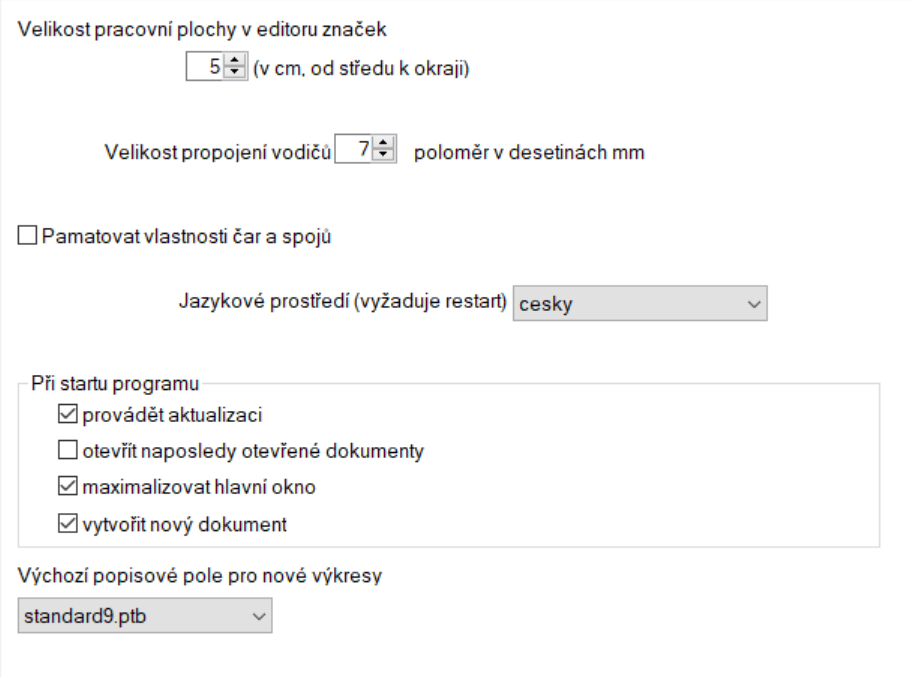 Velikost pracovní plochy v editoru značek
5 (v cm, od středu k okraji)
Velikost propojení vodičů 7 poloměr v desetinách mm
Pamatovat vlastnosti čar a spojů
Jazykové prostředí (vyžaduje restart) cesky
Při startu programu
provádět aktualizaci
otevřít naposledy otevřené dokumenty
maximalizovat hlavní okno
vytvořit nový dokument
Výchozí popisové pole pro nové výkresy
standard9.ptb